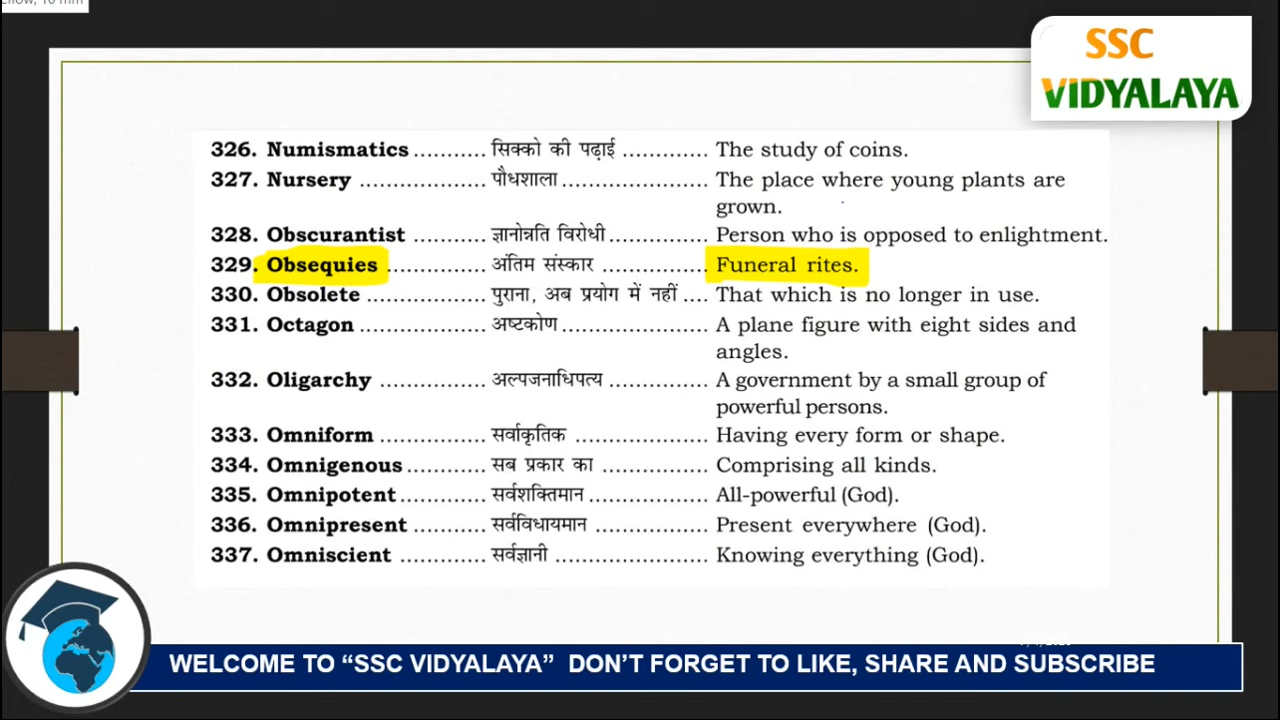 ellow, 10 mm
SSC
VIDYALAYA
326. Numismatics ........... सिक्को की पढ़ाई ............. The study of coins.
327. Nursery ................... पौधशाला ...................... The place where young plants are
grown.
328. Obscurantist ........... ज्ञानोन्नति विरोधी ............... Person who is opposed to enlightment.
329. Obsequies ............... अंतिम संस्कार ................ Funeral rites.
330. Obsolete .................. पुराना, अब प्रयोग में नहीं .... That which is no longer in use.
331. Octagon ................... अष्टकोण ...................... A plane figure with eight sides and
angles.
332. Oligarchy ................ अल्पजनाधिपत्य ............... A government by a small group of
powerful persons.
333. Omniform ................ सर्वाकृतिक .................... Having every form or shape.
334. Omnigenous ............ सब प्रकार का ................ Comprising all kinds.
335. Omnipotent ............. सर्वशक्तिमान .................. All-powerful (God).
336. Omnipresent ........... सर्वविधायमान ................. Present everywhere (God).
337. Omniscient ............. सर्वज्ञानी ....................... Knowing everything (God).
WELCOME TO “SSC VIDYALAYA” DON’T FORGET TO LIKE, SHARE AND SUBSCRIBE